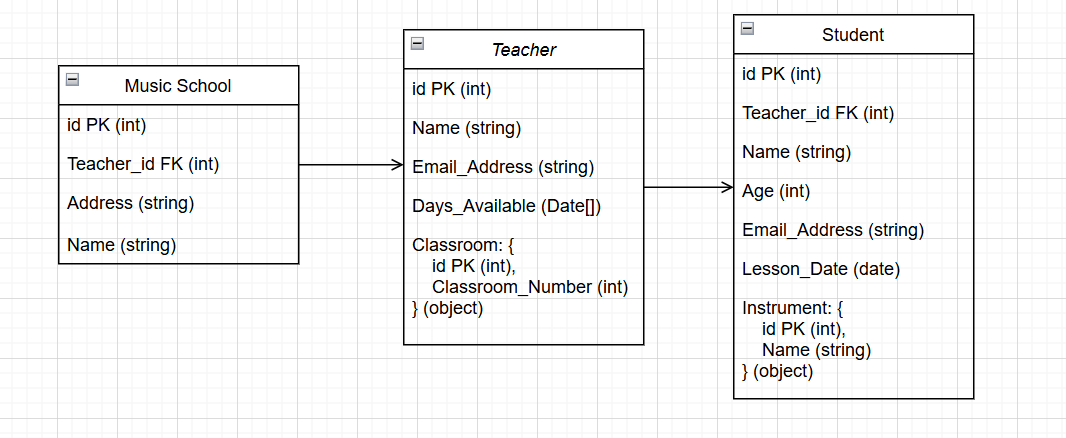 Music School
id PK (int)
Teacher_id FK (int)
Address (string)
Name (string)
Teacher
id PK (int)
Name (string)
Email_Address (string)
Days_Available (Date[])
Classroom: {
id PK (int),
Classroom_Number (int)
} (object)
Student
id PK (int)
Teacher_id FK (int)
Name (string)
Age (int)
Email_Address (string)
Lesson_Date (date)
Instrument: {
id PK (int),
Name (string)
} (object)